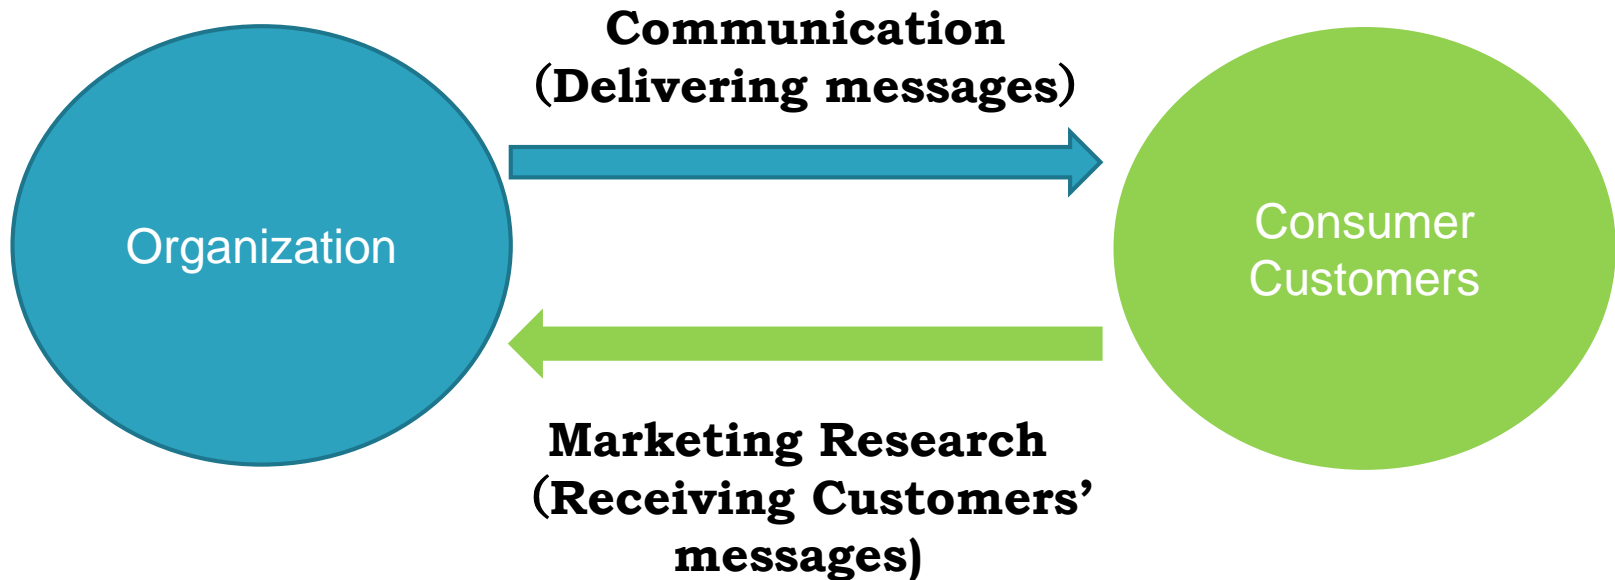 Communication
(Delivering messages)
Organization
Consumer
Customers
Marketing Research
(Receiving Customers’
messages)